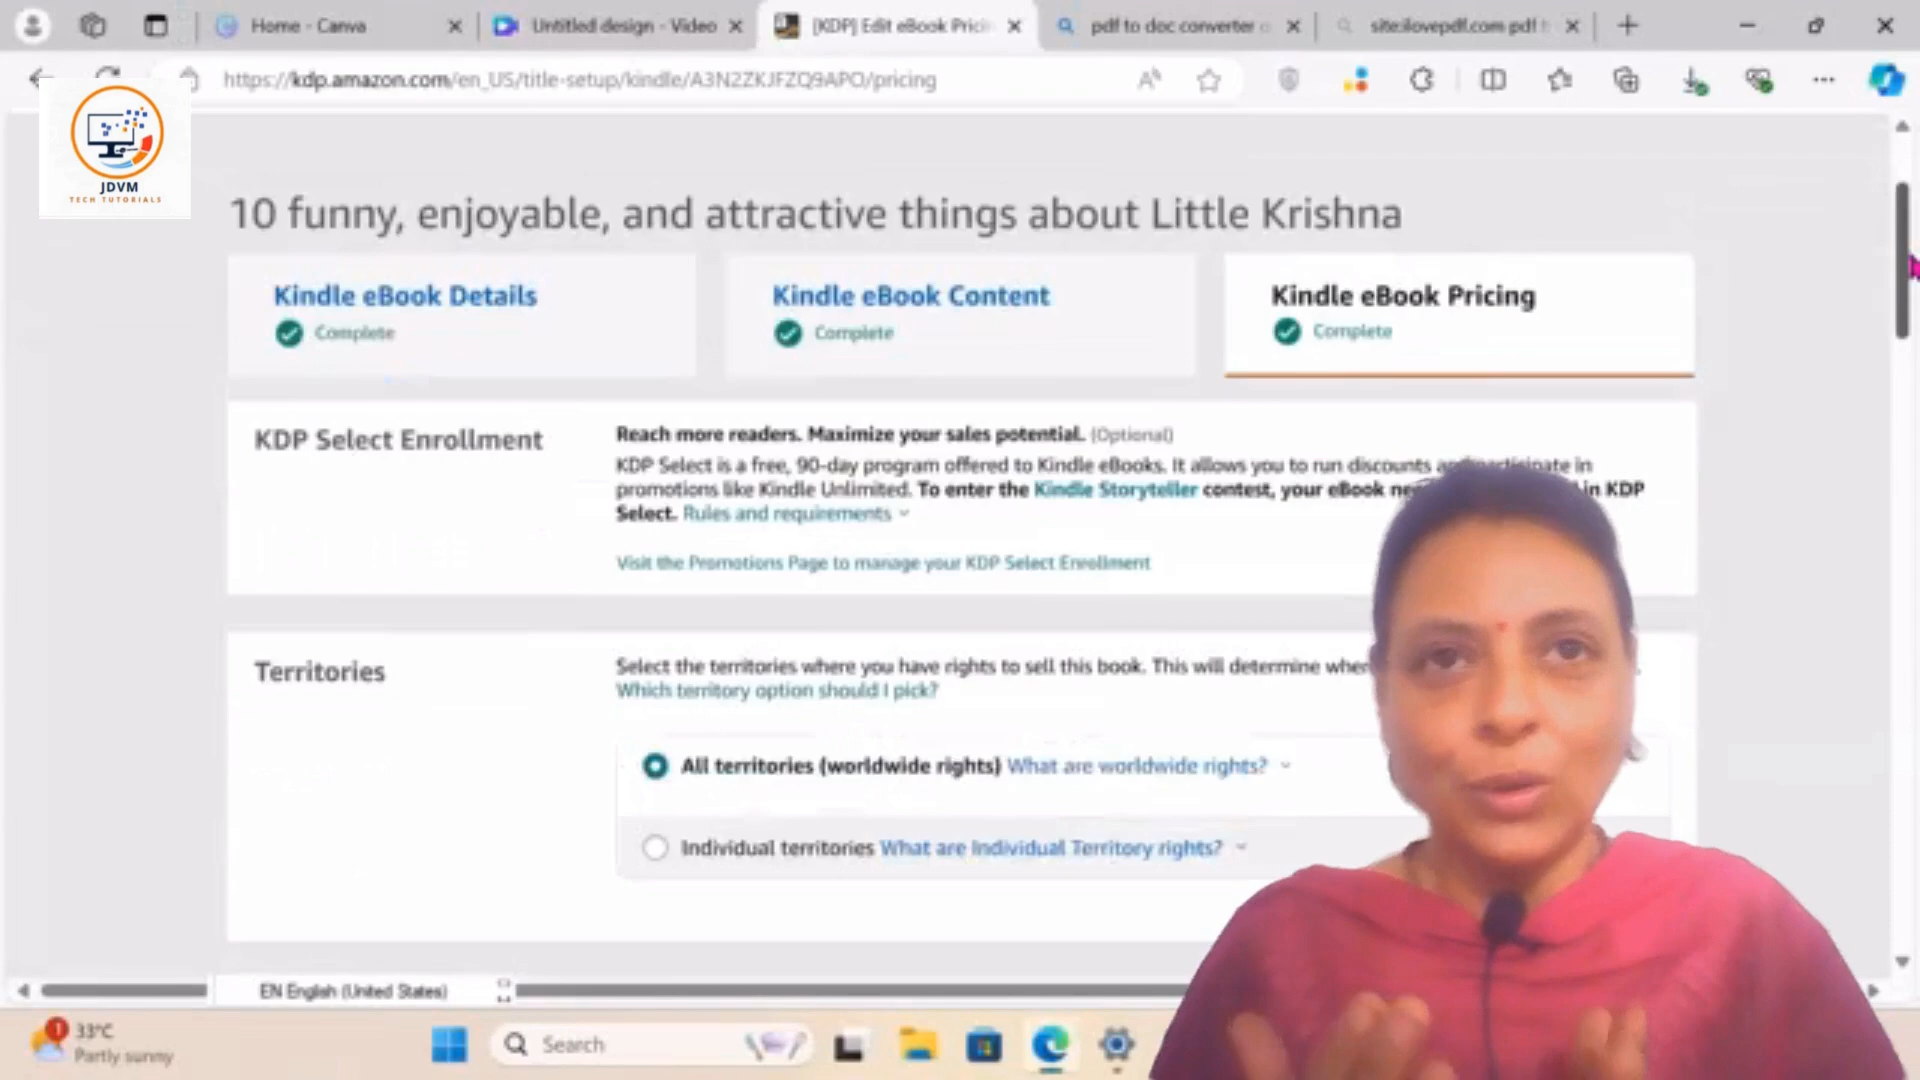 Home - Canva
Untitled design - Video
[KDP] Edit eBook Pricin
pdf to doc converter o
site:ilovepdf.com pdf t
https://kdp.amazon.com/en_US/title-setup/kindle/A3N2ZKJFZQ9APO/pricing
JDVM
TECH TUTORIALS
10 funny, enjoyable, and attractive things about Little Krishna
Kindle eBook Details
Complete
Kindle eBook Content
Complete
Kindle eBook Pricing
Complete
KDP Select Enrollment
Reach more readers. Maximize your sales potential. (Optional)
KDP Select is a free, 90-day program offered to Kindle eBooks. It allows you to run discounts and participate in
promotions like Kindle Unlimited. To enter the Kindle Storyteller contest, your eBook in KDP
Select. Rules and requirements
Visit the Promotions Page to manage your KDP Select Enrollment
Territories
Select the territories where you have rights to sell this book. This will determine
Which territory option should I pick?
All territories (worldwide rights) What are worldwide rights?
Individual territories What are Individual Territory rights?
EN English (United States)
1
33°C
Partly sunny
Search